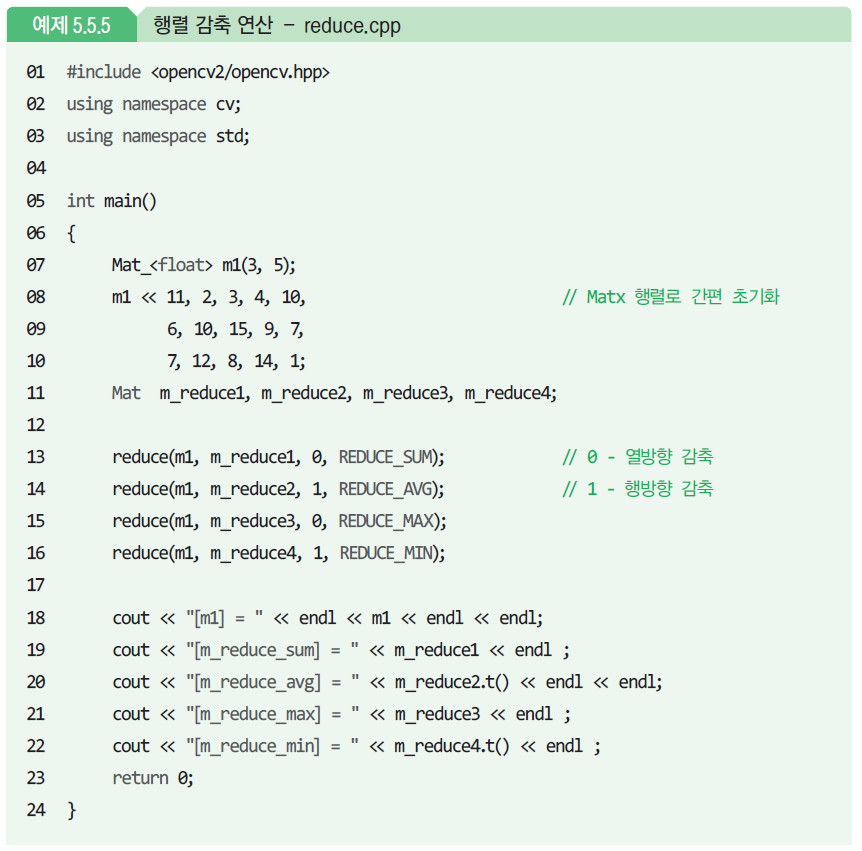 예제 5.5.5 행렬 감축 연산 - reduce.cpp
01 #include <opencv2/opencv.hpp>
02 using namespace cv;
03 using namespace std;
04
05 int main()
06 {
07 Mat_<float> m1(3, 5);
08 m1 << 11, 2, 3, 4, 10, // Matx 행렬로 간편 초기화
09 6, 10, 15, 9, 7,
10 7, 12, 8, 14, 1;
11 Mat m_reduce1, m_reduce2, m_reduce3, m_reduce4;
12
13 reduce(m1, m_reduce1, 0, REDUCE_SUM); // 0 - 열방향 감축
14 reduce(m1, m_reduce2, 1, REDUCE_AVG); // 1 - 행방향 감축
15 reduce(m1, m_reduce3, 0, REDUCE_MAX);
16 reduce(m1, m_reduce4, 1, REDUCE_MIN);
17
18 cout << "[m1] = " << endl << m1 << endl << endl;
19 cout << "[m_reduce_sum] = " << m_reduce1 << endl ;
20 cout << "[m_reduce_avg] = " << m_reduce2.t() << endl << endl;
21 cout << "[m_reduce_max] = " << m_reduce3 << endl ;
22 cout << "[m_reduce_min] = " << m_reduce4.t() << endl ;
23 return 0;
24 }